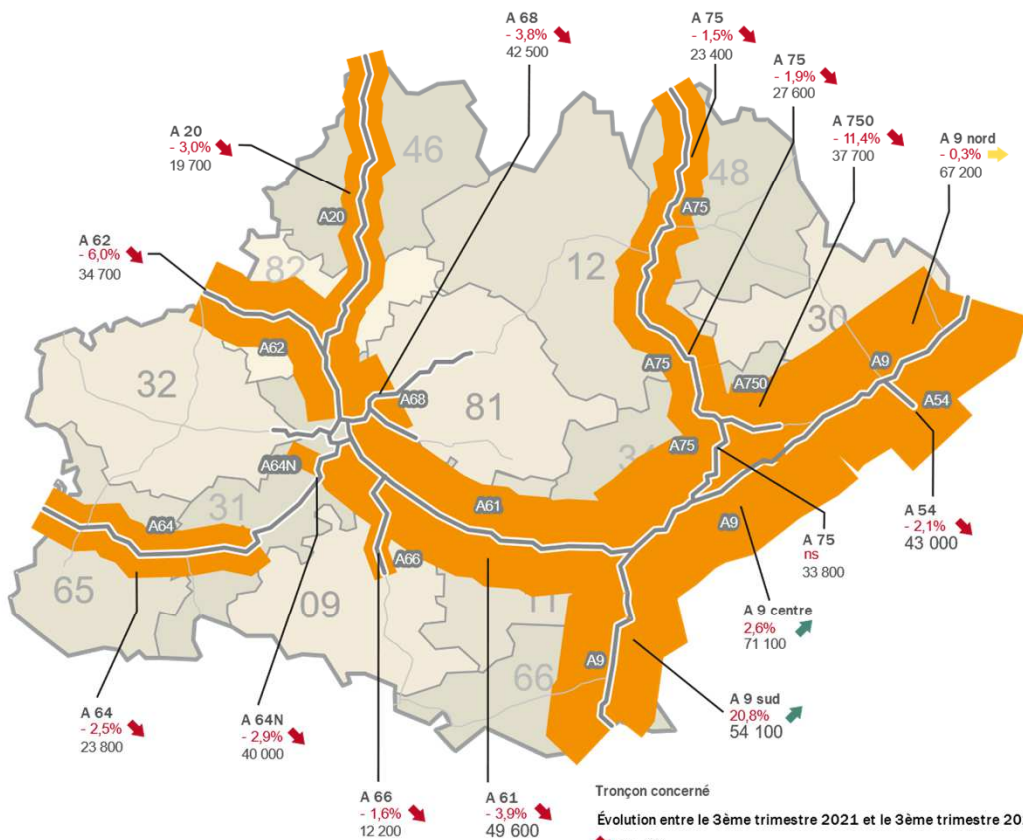 A 68
- 3,8%
42 500
A 75
- 1,5%
23 400
A 75
- 1,9%
27 600
A 750
- 11,4%
37 700
A 9 nord
- 0,3%
67 200
A 20
- 3,0%
19 700
46
48
A20
A75
A 62
- 6,0%
34 700
82
12
30
A62
A75
A750
A9
32
A68
81
A54
A64N
A75
34
31
A64
A61
A9
A 54
- 2,1%
43 000
A 75
ns
33 800
A66
65
09
11
A 9 centre
2,6%
71 100
A9
66
A 9 sud
20,8%
54 100
A 64
- 2,5%
23 800
A 64N
- 2,9%
40 000
A 66
- 1,6%
12 200
A 61
- 3,9%
49 600
Tronçon concerné
Évolution entre le 3ème trimestre 2021 et le 3ème trimestre 20